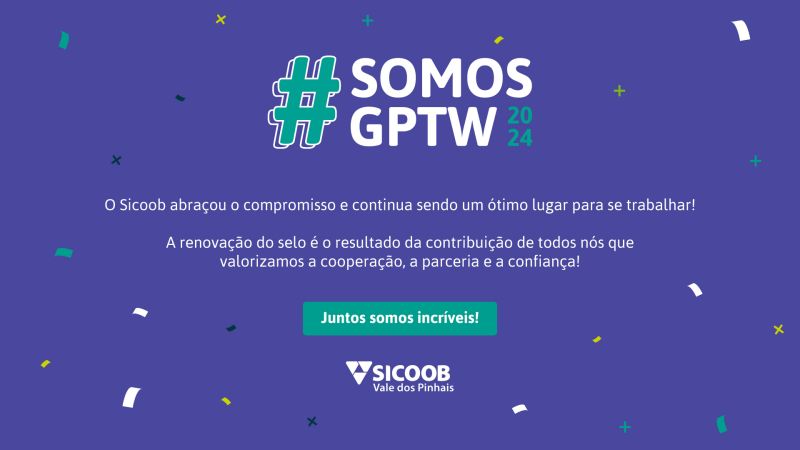 #SOMOS
GPTW 2024
O Sicoob abraçou o compromisso e continua sendo um ótimo lugar para se trabalhar!
A renovação do selo é o resultado da contribuição de todos nós que
valorizamos a cooperação, a parceria e a confiança!
Juntos somos incríveis!
SICOOB
Vale dos Pinhais